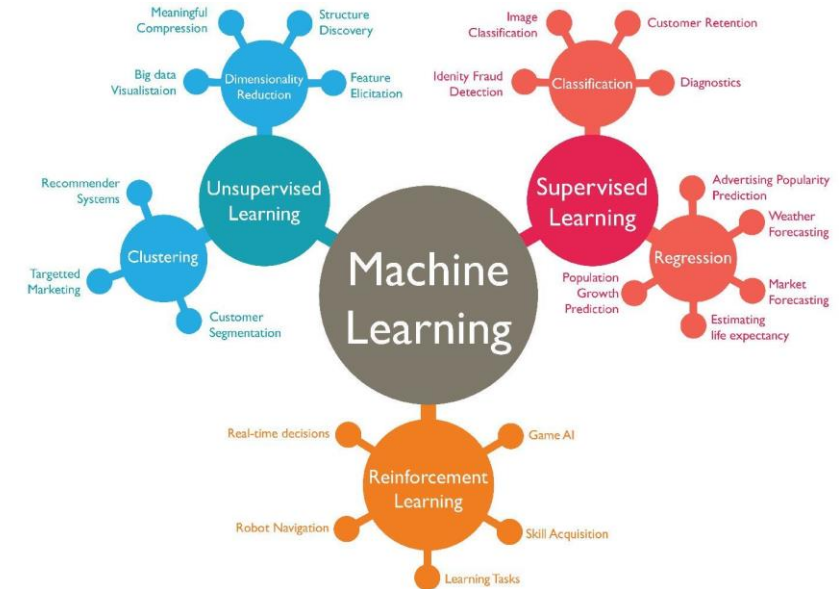 Machine
Learning
Unsupervised
Learning
Dimensionality
Reduction
Meaningful
Compression
Structure
Discovery
Big data
Visualistaion
Feature
Elicitation
Clustering
Recommender
Systems
Targetted
Marketing
Customer
Segmentation
Supervised
Learning
Classification
Image
Classification
Customer Retention
Idenity Fraud
Detection
Diagnostics
Regression
Advertising Popularity
Prediction
Weather
Forecasting
Population
Growth
Prediction
Market
Forecasting
Estimating
life expectancy
Reinforcement
Learning
Real-time decisions
Game AI
Robot Navigation
Skill Acquisition
Learning Tasks